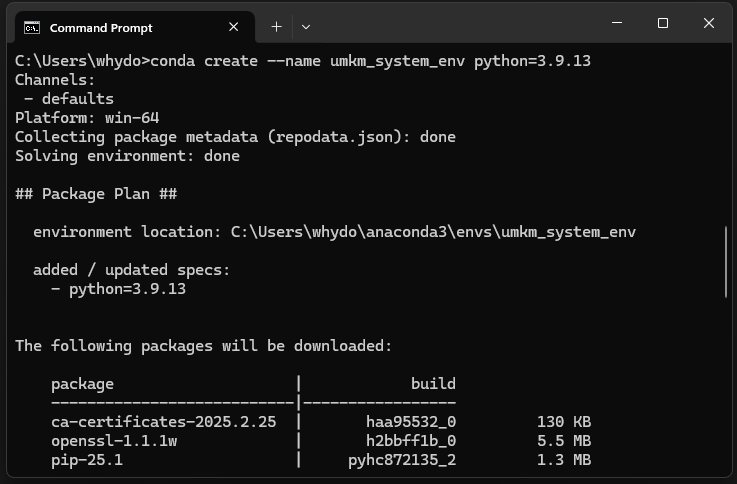 Command Prompt
C:\Users\whydo>conda create --name umkm_system_env python=3.9.13
Channels:
 - defaults
Platform: win-64
Collecting package metadata (repodata.json): done
Solving environment: done

## Package Plan ##

  environment location: C:\Users\whydo\anaconda3\envs\umkm_system_env

  added / updated specs:
    - python=3.9.13


The following packages will be downloaded:

    package                    |            build
    ---------------------------|-----------------
    ca-certificates-2025.2.25  |       haa95532_0         130 KB
    openssl-1.1.1w             |       h2bbff1b_0         5.5 MB
    pip-25.1                   |     pyhc872135_2         1.3 MB